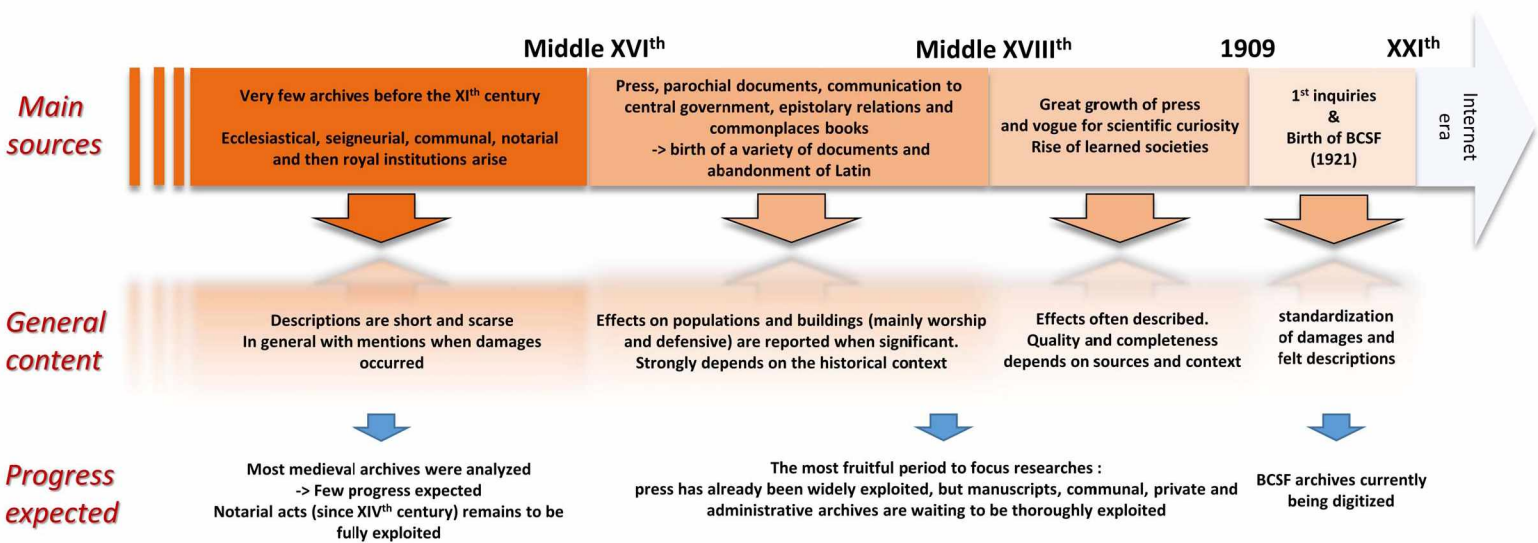 Middle XVIth
Middle XVIIIth
1909
XXIth
Main
sources
Very few archives before the XIth century
Ecclesiastical, seigneurial, communal, notarial
and then royal institutions arise
Press, parochial documents, communication to
central government, epistolary relations and
commonplaces books
-> birth of a variety of documents and
abandonment of Latin
Great growth of press
and vogue for scientific curiosity
Rise of learned societies
1st inquiries
&
Birth of BCSF
(1921)
Internet
era
General
content
Descriptions are short and scarse
In general with mentions when damages
occurred
Effects on populations and buildings (mainly worship
and defensive) are reported when significant.
Strongly depends on the historical context
Effects often described.
Quality and completeness
depends on sources and context
standardization
of damages and
felt descriptions
Progress
expected
Most medieval archives were analyzed
-> Few progress expected
Notarial acts (since XIVth century) remains to be
fully exploited
The most fruitful period to focus researches :
press has already been widely exploited, but manuscripts, communal, private and
administrative archives are waiting to be thoroughly exploited
BCSF archives currently
being digitized